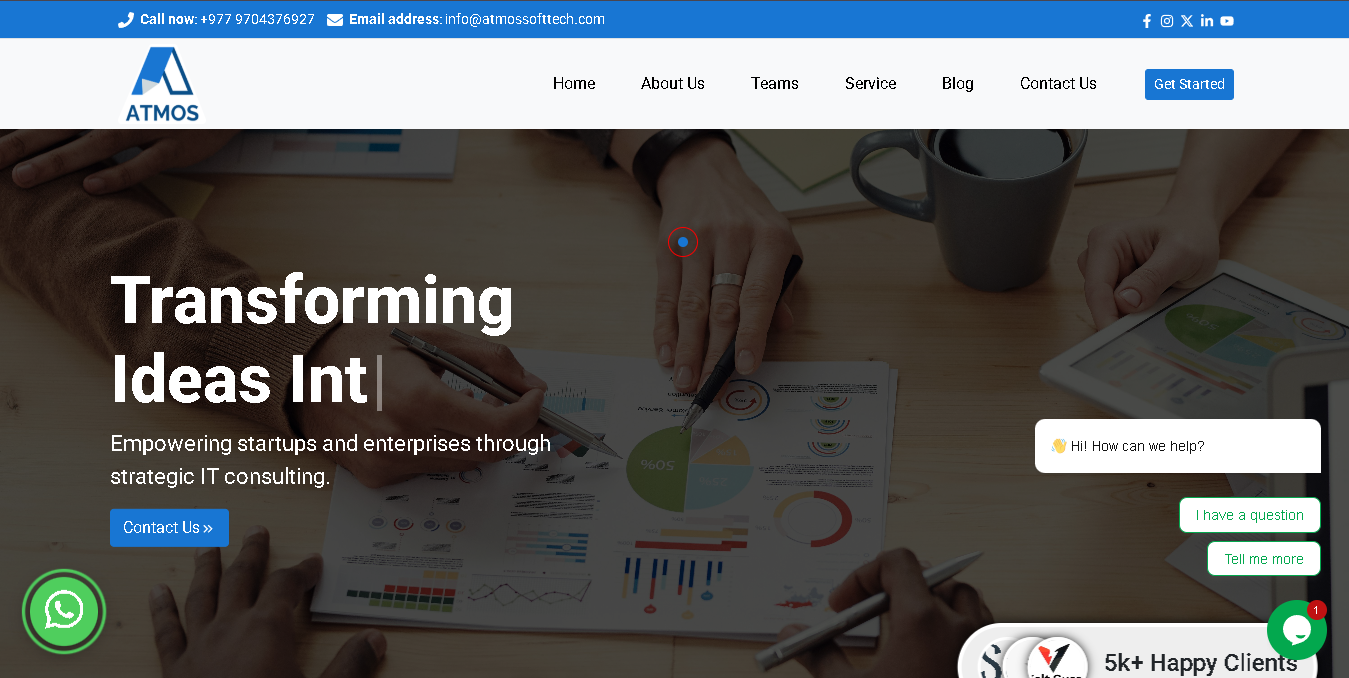 Call now: +977 9704376927 Email address: info@atmossofttech.com
ATMOS
Home About Us Teams Service Blog Contact Us Get Started
Transforming
Ideas Int
Empowering startups and enterprises through
strategic IT consulting.
Contact Us »
👋 Hi! How can we help?
I have a question
Tell me more
1
5k+ Happy Clients
50%
50%